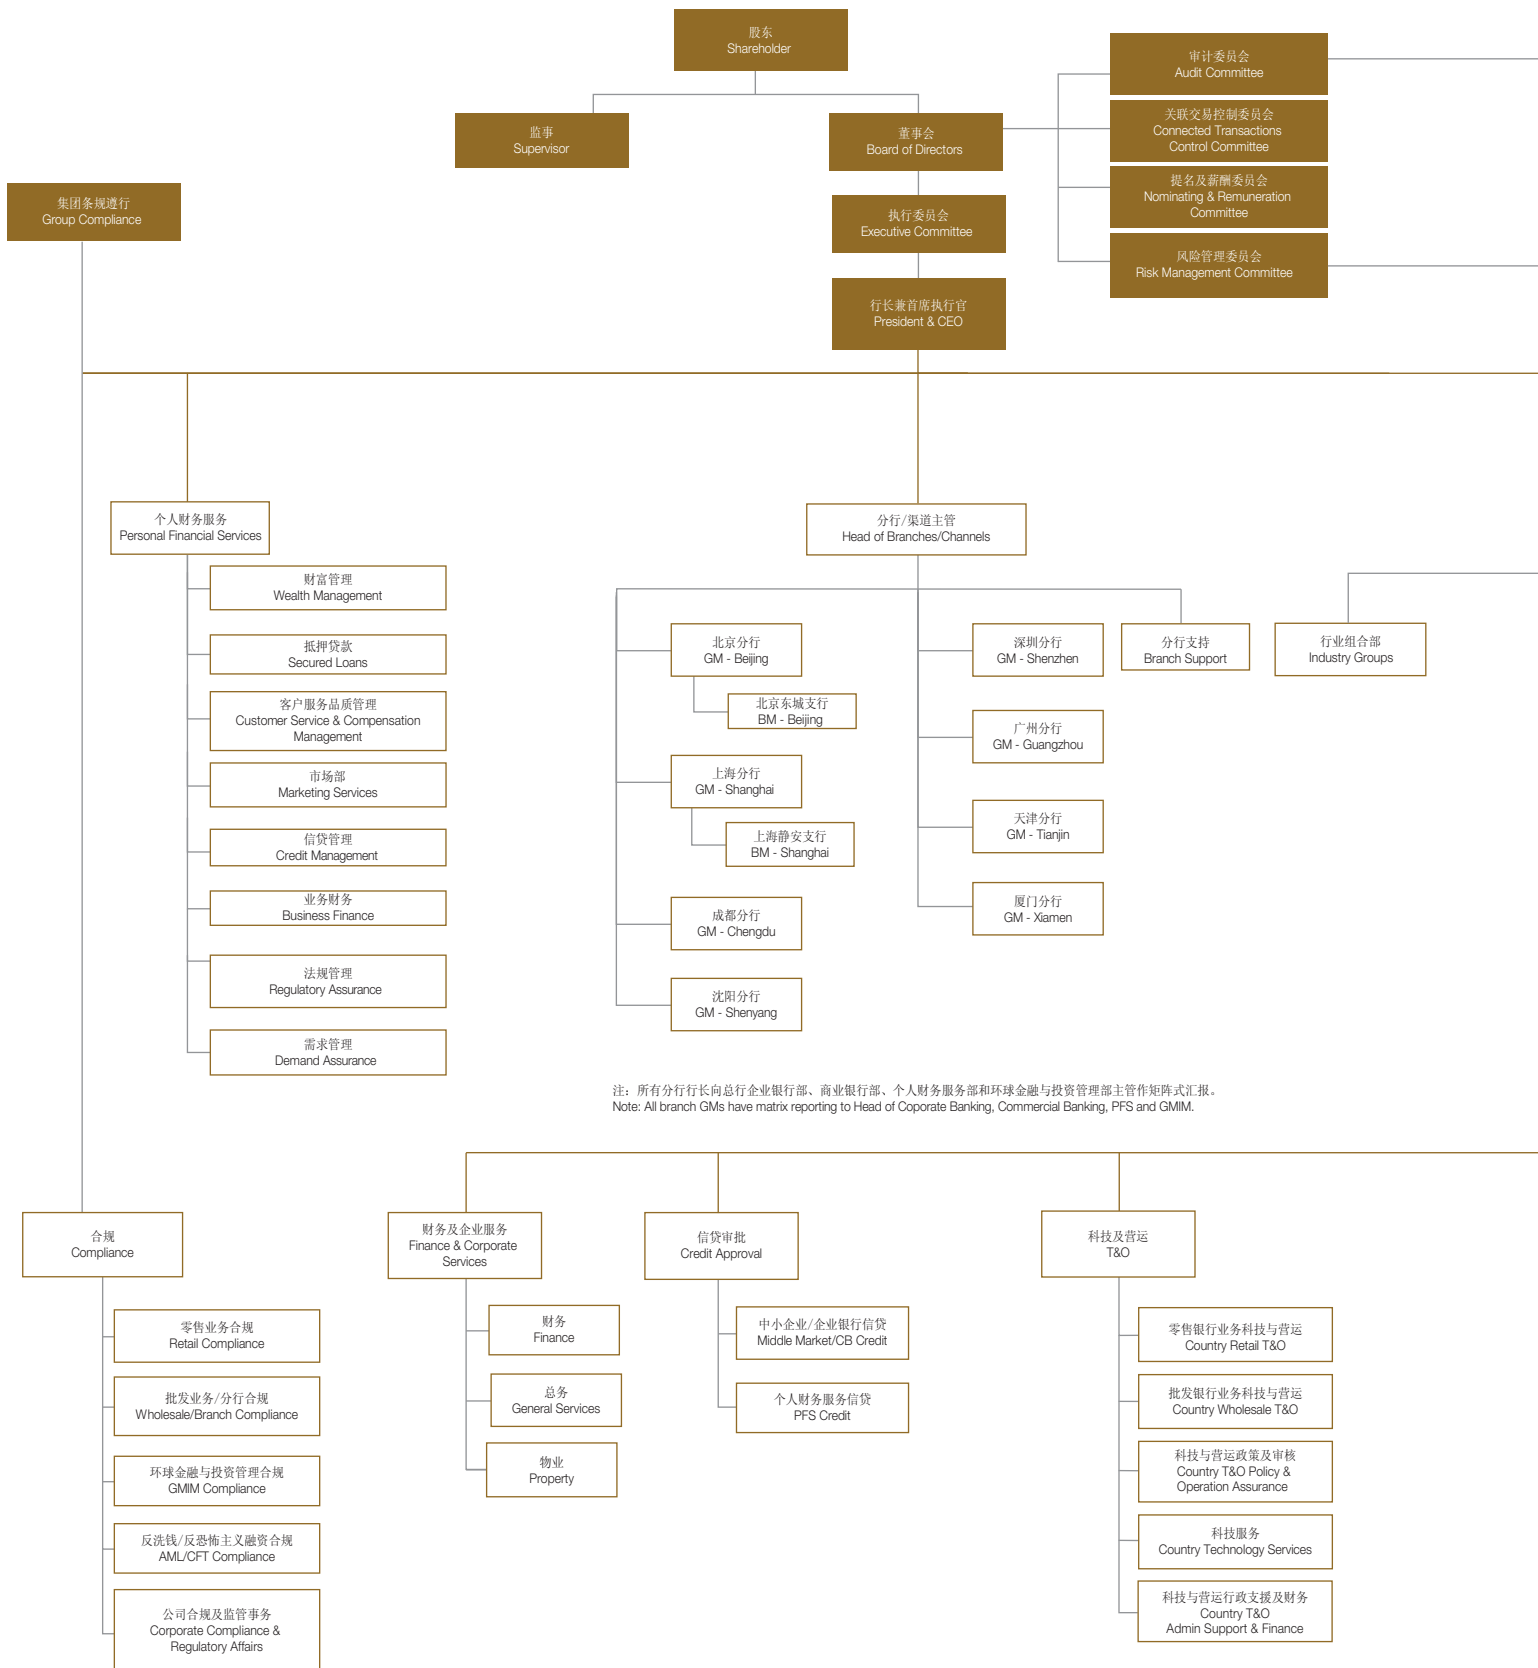 股东
Shareholder
监事
Supervisor
董事会
Board of Directors
审计委员会
Audit Committee
关联交易控制委员会
Connected Transactions
Control Committee
提名及薪酬委员会
Nominating & Remuneration
Committee
风险管理委员会
Risk Management Committee
集团条规遵行
Group Compliance
执行委员会
Executive Committee
行长兼首席执行官
President & CEO
个人财务服务
Personal Financial Services
财富管理
Wealth Management
抵押贷款
Secured Loans
客户服务品质管理
Customer Service & Compensation
Management
市场部
Marketing Services
信贷管理
Credit Management
业务财务
Business Finance
法规管理
Regulatory Assurance
需求管理
Demand Assurance
分行/渠道主管
Head of Branches/Channels
北京分行
GM - Beijing
北京东城支行
BM - Beijing
上海分行
GM - Shanghai
上海静安支行
BM - Shanghai
成都分行
GM - Chengdu
沈阳分行
GM - Shenyang
深圳分行
GM - Shenzhen
广州分行
GM - Guangzhou
天津分行
GM - Tianjin
厦门分行
GM - Xiamen
分行支持
Branch Support
行业组合部
Industry Groups
注：所有分行行长向总行企业银行部、商业银行部、个人财务服务部和环球金融与投资管理部主管作矩阵式汇报。
Note: All branch GMs have matrix reporting to Head of Coporate Banking, Commercial Banking, PFS and GMIM.
合规
Compliance
零售业务合规
Retail Compliance
批发业务/分行合规
Wholesale/Branch Compliance
环球金融与投资管理合规
GMIM Compliance
反洗钱/反恐怖主义融资合规
AML/CFT Compliance
公司合规及监管事务
Corporate Compliance &
Regulatory Affairs
财务及企业服务
Finance & Corporate
Services
财务
Finance
总务
General Services
物业
Property
信贷审批
Credit Approval
中小企业/企业银行信贷
Middle Market/CB Credit
个人财务服务信贷
PFS Credit
科技及营运
T&O
零售银行业务科技与营运
Country Retail T&O
批发银行业务科技与营运
Country Wholesale T&O
科技与营运政策及审核
Country T&O Policy &
Operation Assurance
科技服务
Country Technology Services
科技与营运行政支援及财务
Country T&O
Admin Support & Finance